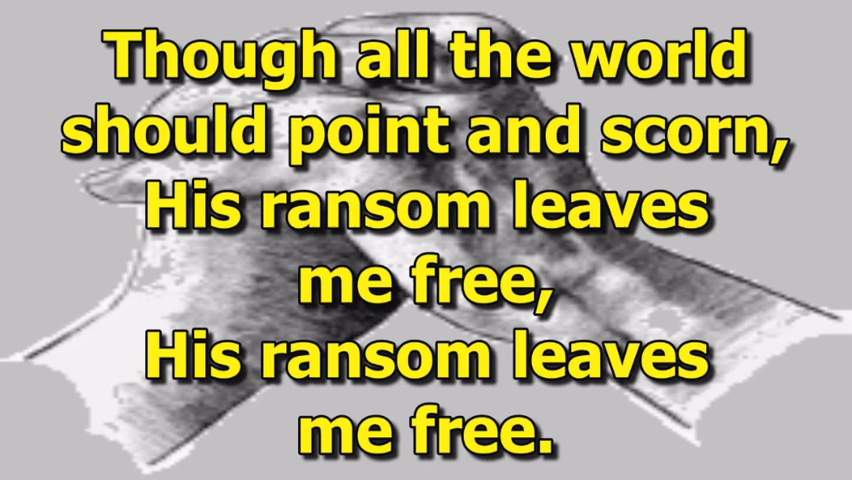 Though all the world
should point and scorn,
His ransom leaves
me free,
His ransom leaves
me free.